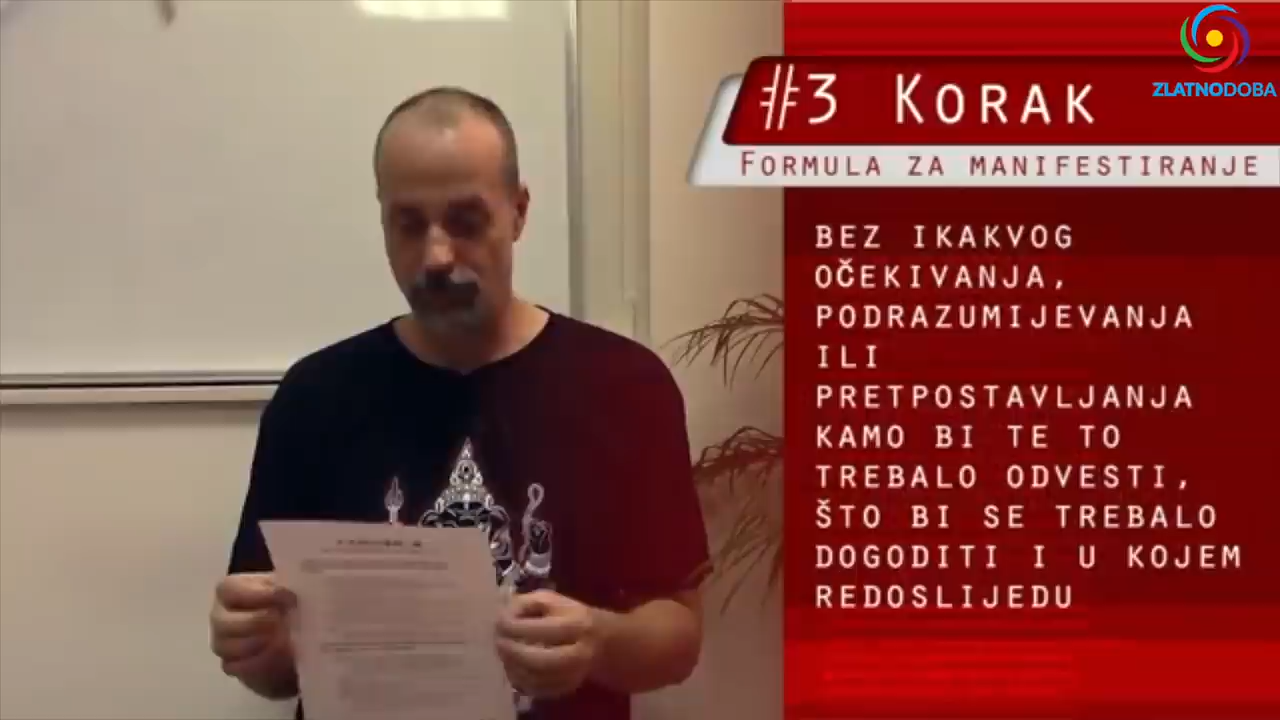 ZLATNODOBA
#3 KORAK
FORMULA ZA MANIFESTIRANJE
BEZ IKAKVOG
OČEKIVANJA,
PODRAZUMIJEVANJA
ILI
PRETPOSTAVLJANJA
KAMO BI TE TO
TREBALO ODVESTI,
ŠTO BI SE TREBALO
DOGODITI I U KOJEM
REDOSLIJEDU